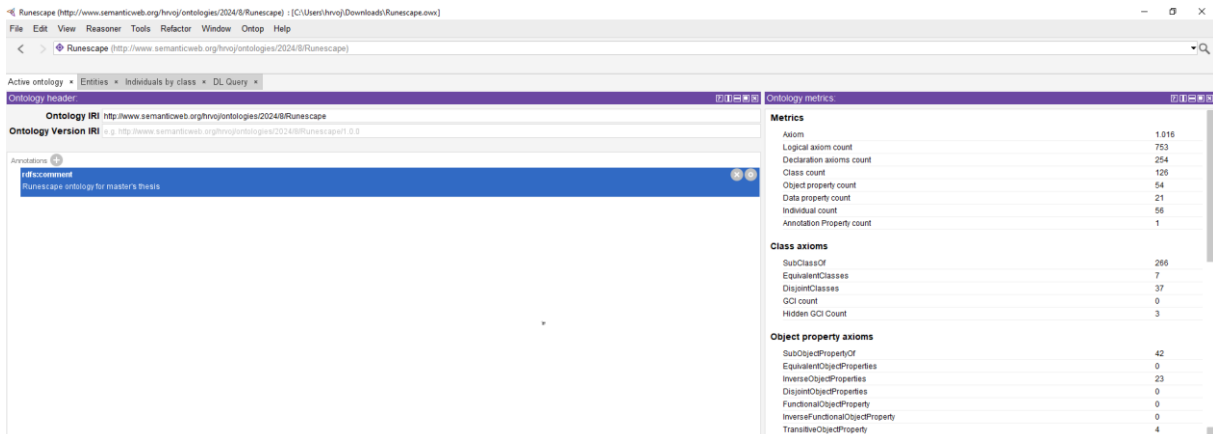 Runescape (http://www.semanticweb.org/hrvoj/ontologies/2024/8/Runescape) : [C:\Users\hrvoj\Downloads\Runescape.owx]
File Edit View Reasoner Tools Refactor Window Ontop Help
Runescape (http://www.semanticweb.org/hrvoj/ontologies/2024/8/Runescape)
Active ontology × Entities × Individuals by class × DL Query ×
Ontology header:
Ontology IRI http://www.semanticweb.org/hrvoj/ontologies/2024/8/Runescape
Ontology Version IRI e.g. http://www.semanticweb.org/hrvoj/ontologies/2024/8/Runescape/1.0.0
Annotations
rdfs:comment
Runescape ontology for master's thesis
Ontology metrics:
Metrics
Axiom 1.016
Logical axiom count 753
Declaration axioms count 254
Class count 126
Object property count 54
Data property count 21
Individual count 56
Annotation Property count 1
Class axioms
SubClassOf 266
EquivalentClasses 7
DisjointClasses 37
GCI count 0
Hidden GCI Count 3
Object property axioms
SubObjectPropertyOf 42
EquivalentObjectProperties 0
InverseObjectProperties 23
DisjointObjectProperties 0
FunctionalObjectProperty 0
InverseFunctionalObjectProperty 0
TransitiveObjectProperty 4